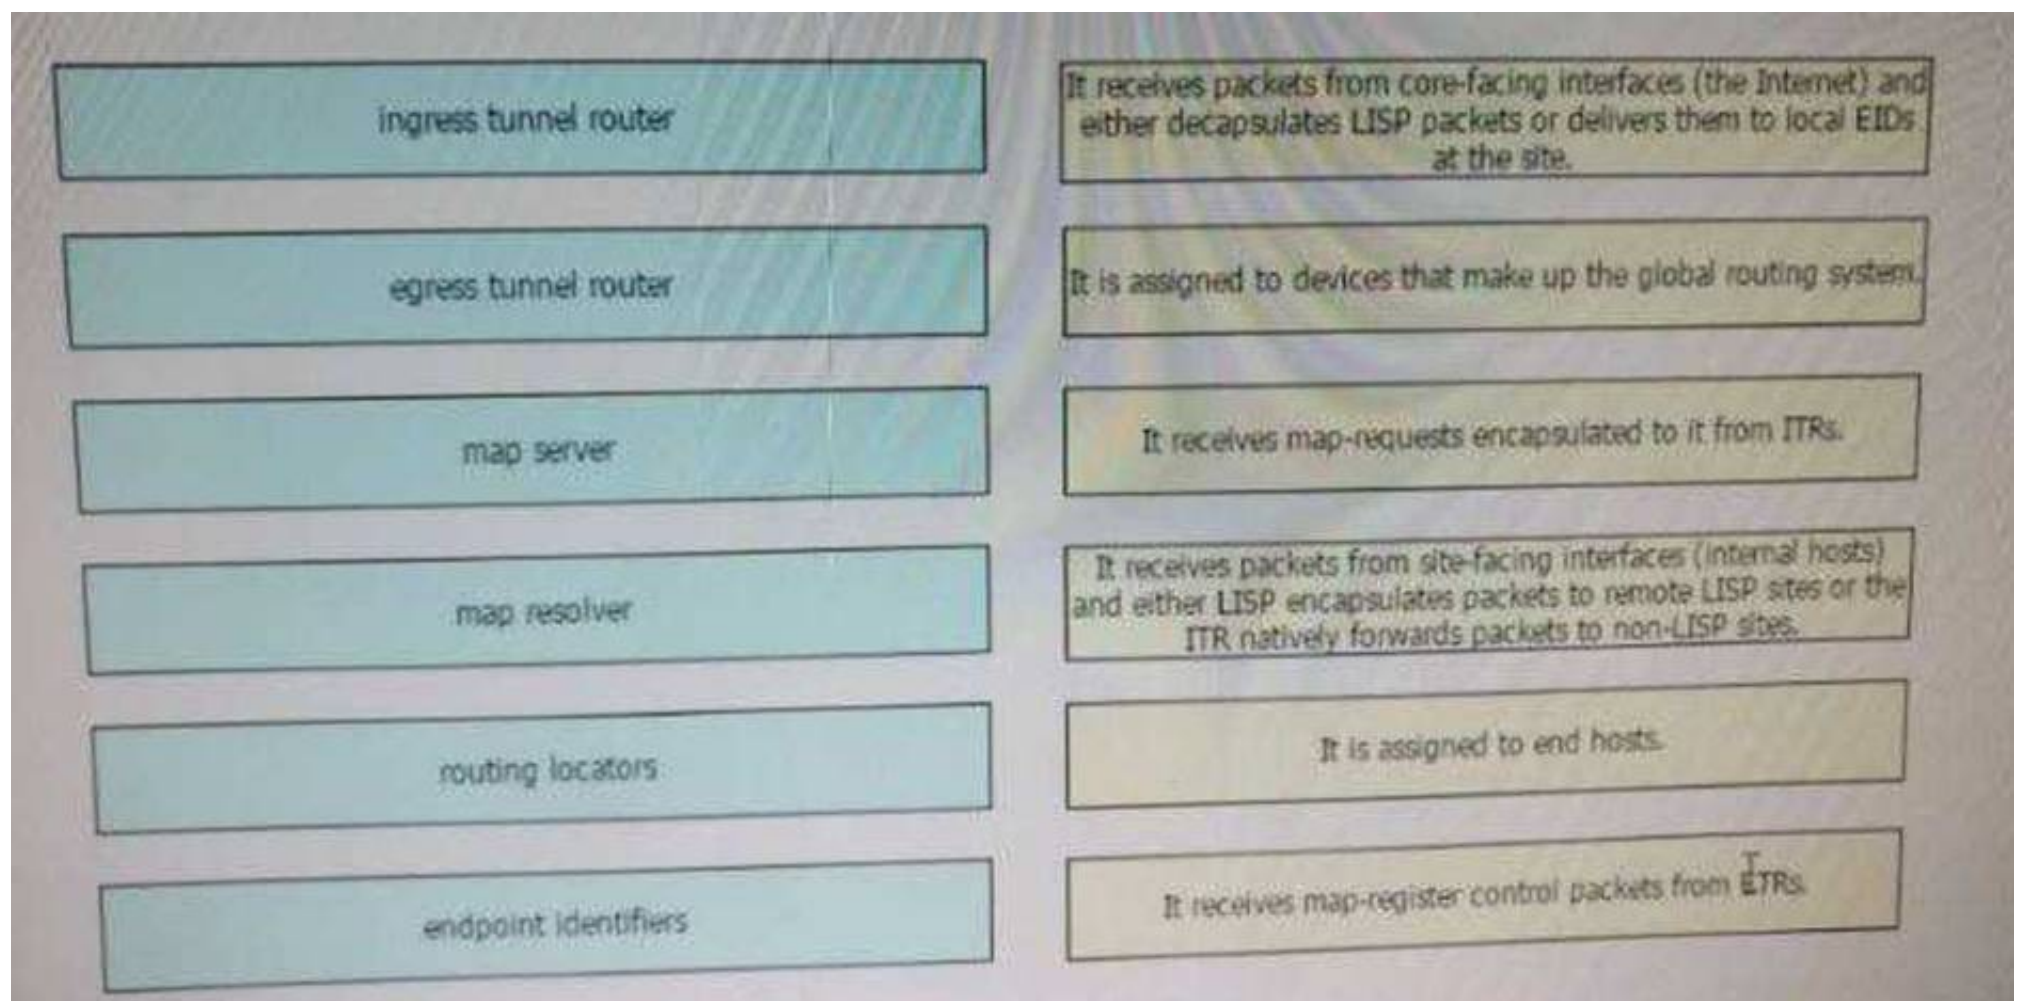 ingress tunnel router
It receives packets from core-facing interfaces (the Internet) and
either decapsulates LISP packets or delivers them to local EIDs
at the site.
egress tunnel router
It is assigned to devices that make up the global routing system.
map server
It receives map-requests encapsulated to it from ITRs.
map resolver
It receives packets from site-facing interfaces (internal hosts)
and either LISP encapsulates packets to remote LISP sites or the
ITR natively forwards packets to non-LISP sites.
routing locators
It is assigned to end hosts.
endpoint identifiers
It receives map-register control packets from ETRs.